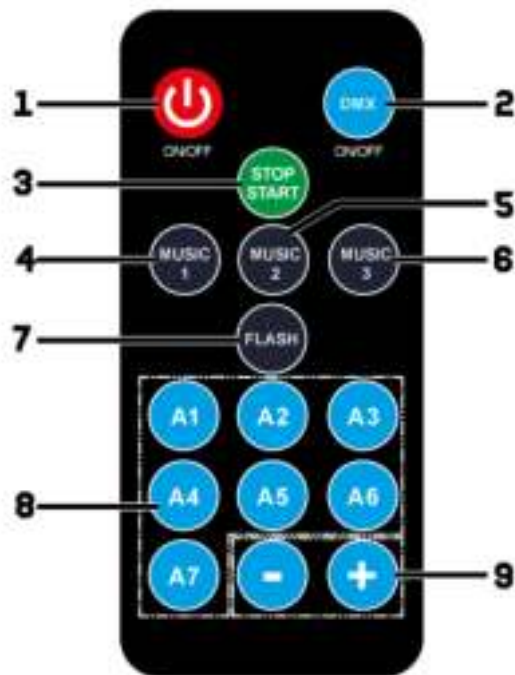 1
2
DMX
ON/OFF
ON/OFF
3
STOP
START
5
4
MUSIC
1
MUSIC
2
MUSIC
3
6
7
FLASH
A1 A2 A3
8
A4 A5 A6
A7 - +
9